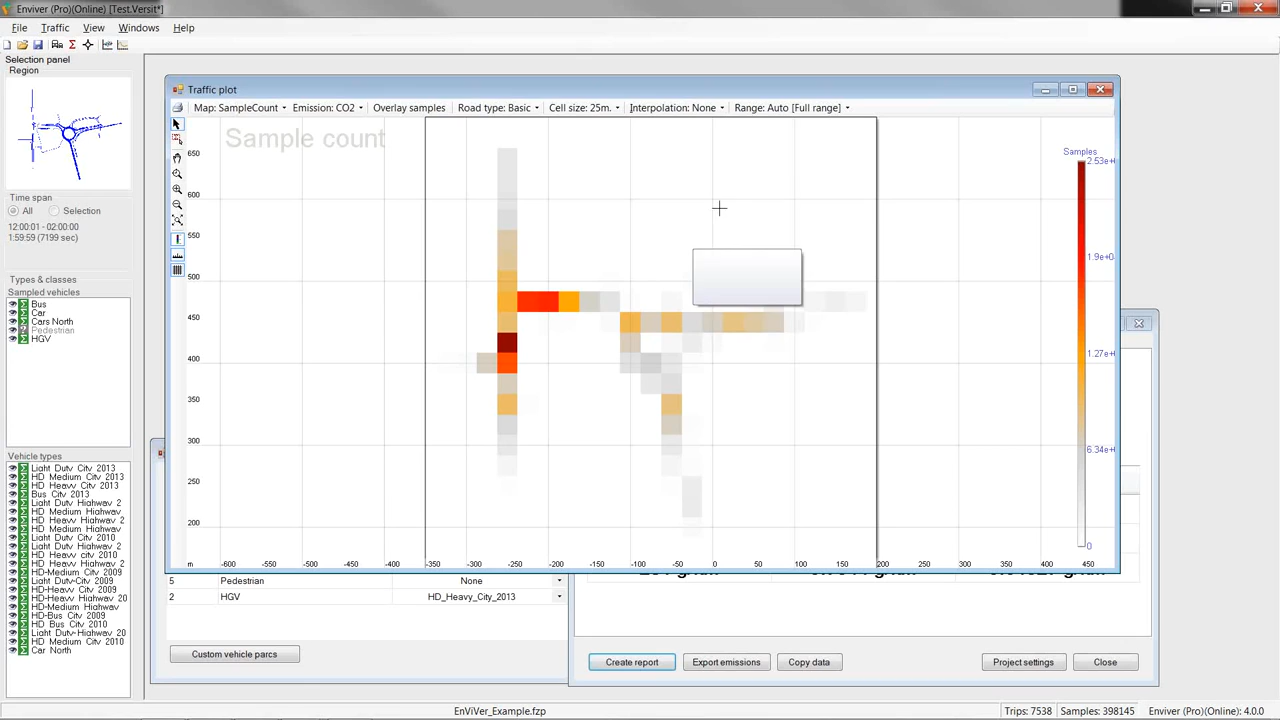 Enviver (Pro)(Online) [Test.Versit*]
File Traffic View Windows Help
Selection panel
Region
Time span
All Selection
12:00:01 - 02:00:00
1:59:59 (7199 sec)
Types & classes
Sampled vehicles
Bus
Car
Cars North
Pedestrian
HGV
Vehicle types
Light Duty City 2013
HD Medium City 2013
HD Heavy City 2013
Bus City 2013
Light Duty Highway 2
HD Medium Highway
HD Heavy Highway 2
HD Medium Highway
Light Duty City 2010
Light Duty Highway 2
HD Heavy city 2010
HD Heavy Highway 2
HD-Medium City 2009
Light Duty-City 2009
HD-Heavy City 2009
HD-Heavy Highway 20
HD-Medium Highway
HD-Bus City 2009
HD Bus City 2010
Light Duty-Highway 20
HD Medium City 2010
Car North
Traffic plot
Map: SampleCount Emission: CO2 Overlay samples Road type: Basic Cell size: 25m. Interpolation: None Range: Auto [Full range]
Sample count
650
600
550
500
450
400
350
300
250
200
m -600 -550 -500 -450 -400 -350 -300 -250 -200 -150 -100 -50 0 50 100 150 200 250 300 350 400 450
Samples
2.53e+
1.9e+
1.27e+
6.34e+
0
5 Pedestrian None
2 HGV HD_Heavy_City_2013
Custom vehicle parcs
Create report Export emissions Copy data Project settings Close
EnViVer_Example.fzp Trips: 7538 Samples: 398145 Enviver (Pro)(Online): 4.0.0